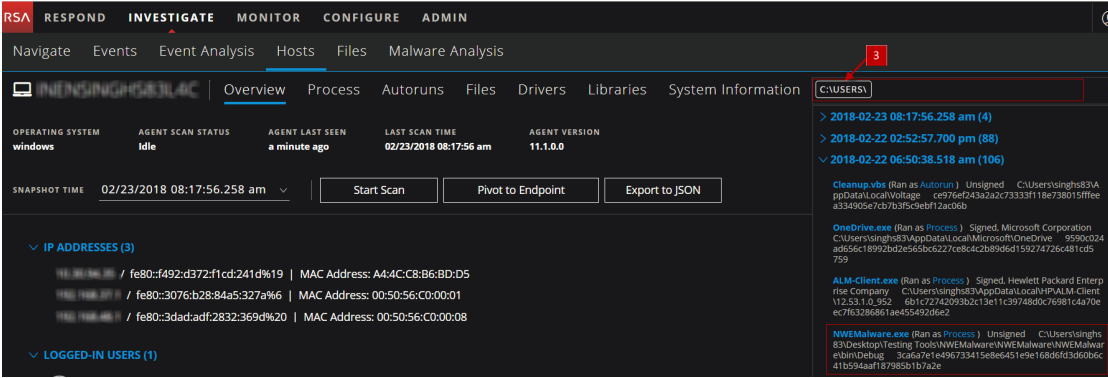 RSA RESPOND INVESTIGATE MONITOR CONFIGURE ADMIN
Navigate Events Event Analysis Hosts Files Malware Analysis
3
Overview Process Autoruns Files Drivers Libraries System Information
C:\USERS\
OPERATING SYSTEM AGENT SCAN STATUS AGENT LAST SEEN LAST SCAN TIME AGENT VERSION
windows Idle a minute ago 02/23/2018 08:17:56 am 11.1.0.0
SNAPSHOT TIME 02/23/2018 08:17:56.258 am Start Scan Pivot to Endpoint Export to JSON
IP ADDRESSES (3)
/ fe80::f492:d372:f1cd:241d%19 | MAC Address: A4:4C:C8:B6:BD:D5
/ fe80::3076:b28:84a5:327a%6 | MAC Address: 00:50:56:C0:00:01
/ fe80::3dad:adf:2832:369d%20 | MAC Address: 00:50:56:C0:00:08
LOGGED-IN USERS (1)
2018-02-23 08:17:56.258 am (4)
2018-02-22 02:52:57.700 pm (88)
2018-02-22 06:50:38.518 am (106)
Cleanup.vbs (Ran as Autorun ) Unsigned C:\Users\singhs83\A
ppData\Local\Voltage ce976ef243a2a2c73333f118e738015fffee
a334905e7cb7b3f5c9ebf12ac06b
OneDrive.exe (Ran as Process ) Signed, Microsoft Corporation
C:\Users\singhs83\AppData\Local\Microsoft\OneDrive 9590c024
ad656c18992bd2e565bc6227ce8c4c2b89d6d159274726c481cd5
759
ALM-Client.exe (Ran as Process ) Signed, Hewlett Packard Enterp
rise Company C:\Users\singhs83\AppData\Local\HP\ALM-Client
\12.53.1.0_952 6b1c72742093b2c13e11c39748d0c76981c4a70e
ec7f63286861ae455492d6e2
NWEMalware.exe (Ran as Process ) Unsigned C:\Users\singhs
83\Desktop\Testing Tools\NWEMalware\NWEMalware\NWEMalwar
e\bin\Debug 3ca6a7e1e496733415e8e6451e9e168d6fd3d60b6c
41b594aaf187985b1b7a2e